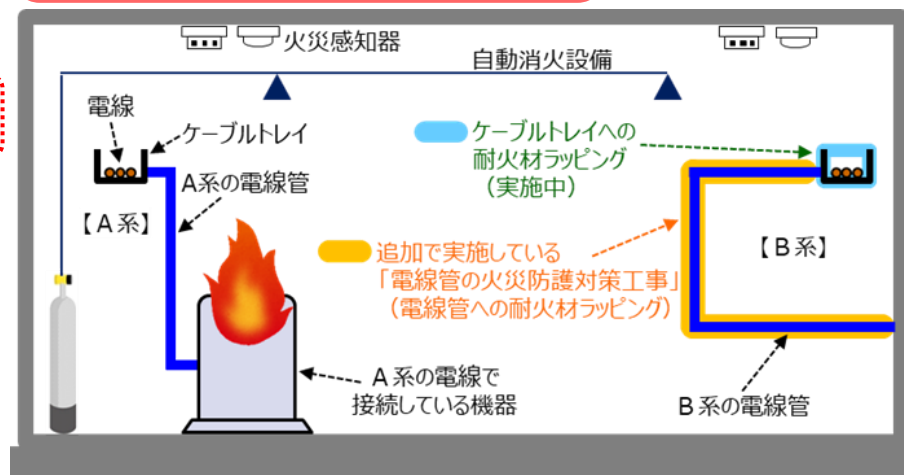 火災感知器
自動消火設備
電線
ケーブルトレイ
A系の電線管
【A系】
ケーブルトレイへの
耐火材ラッピング
（実施中）
追加で実施している
「電線管の火災防護対策工事」
（電線管への耐火材ラッピング）
【B系】
A系の電線で
接続している機器
B系の電線管